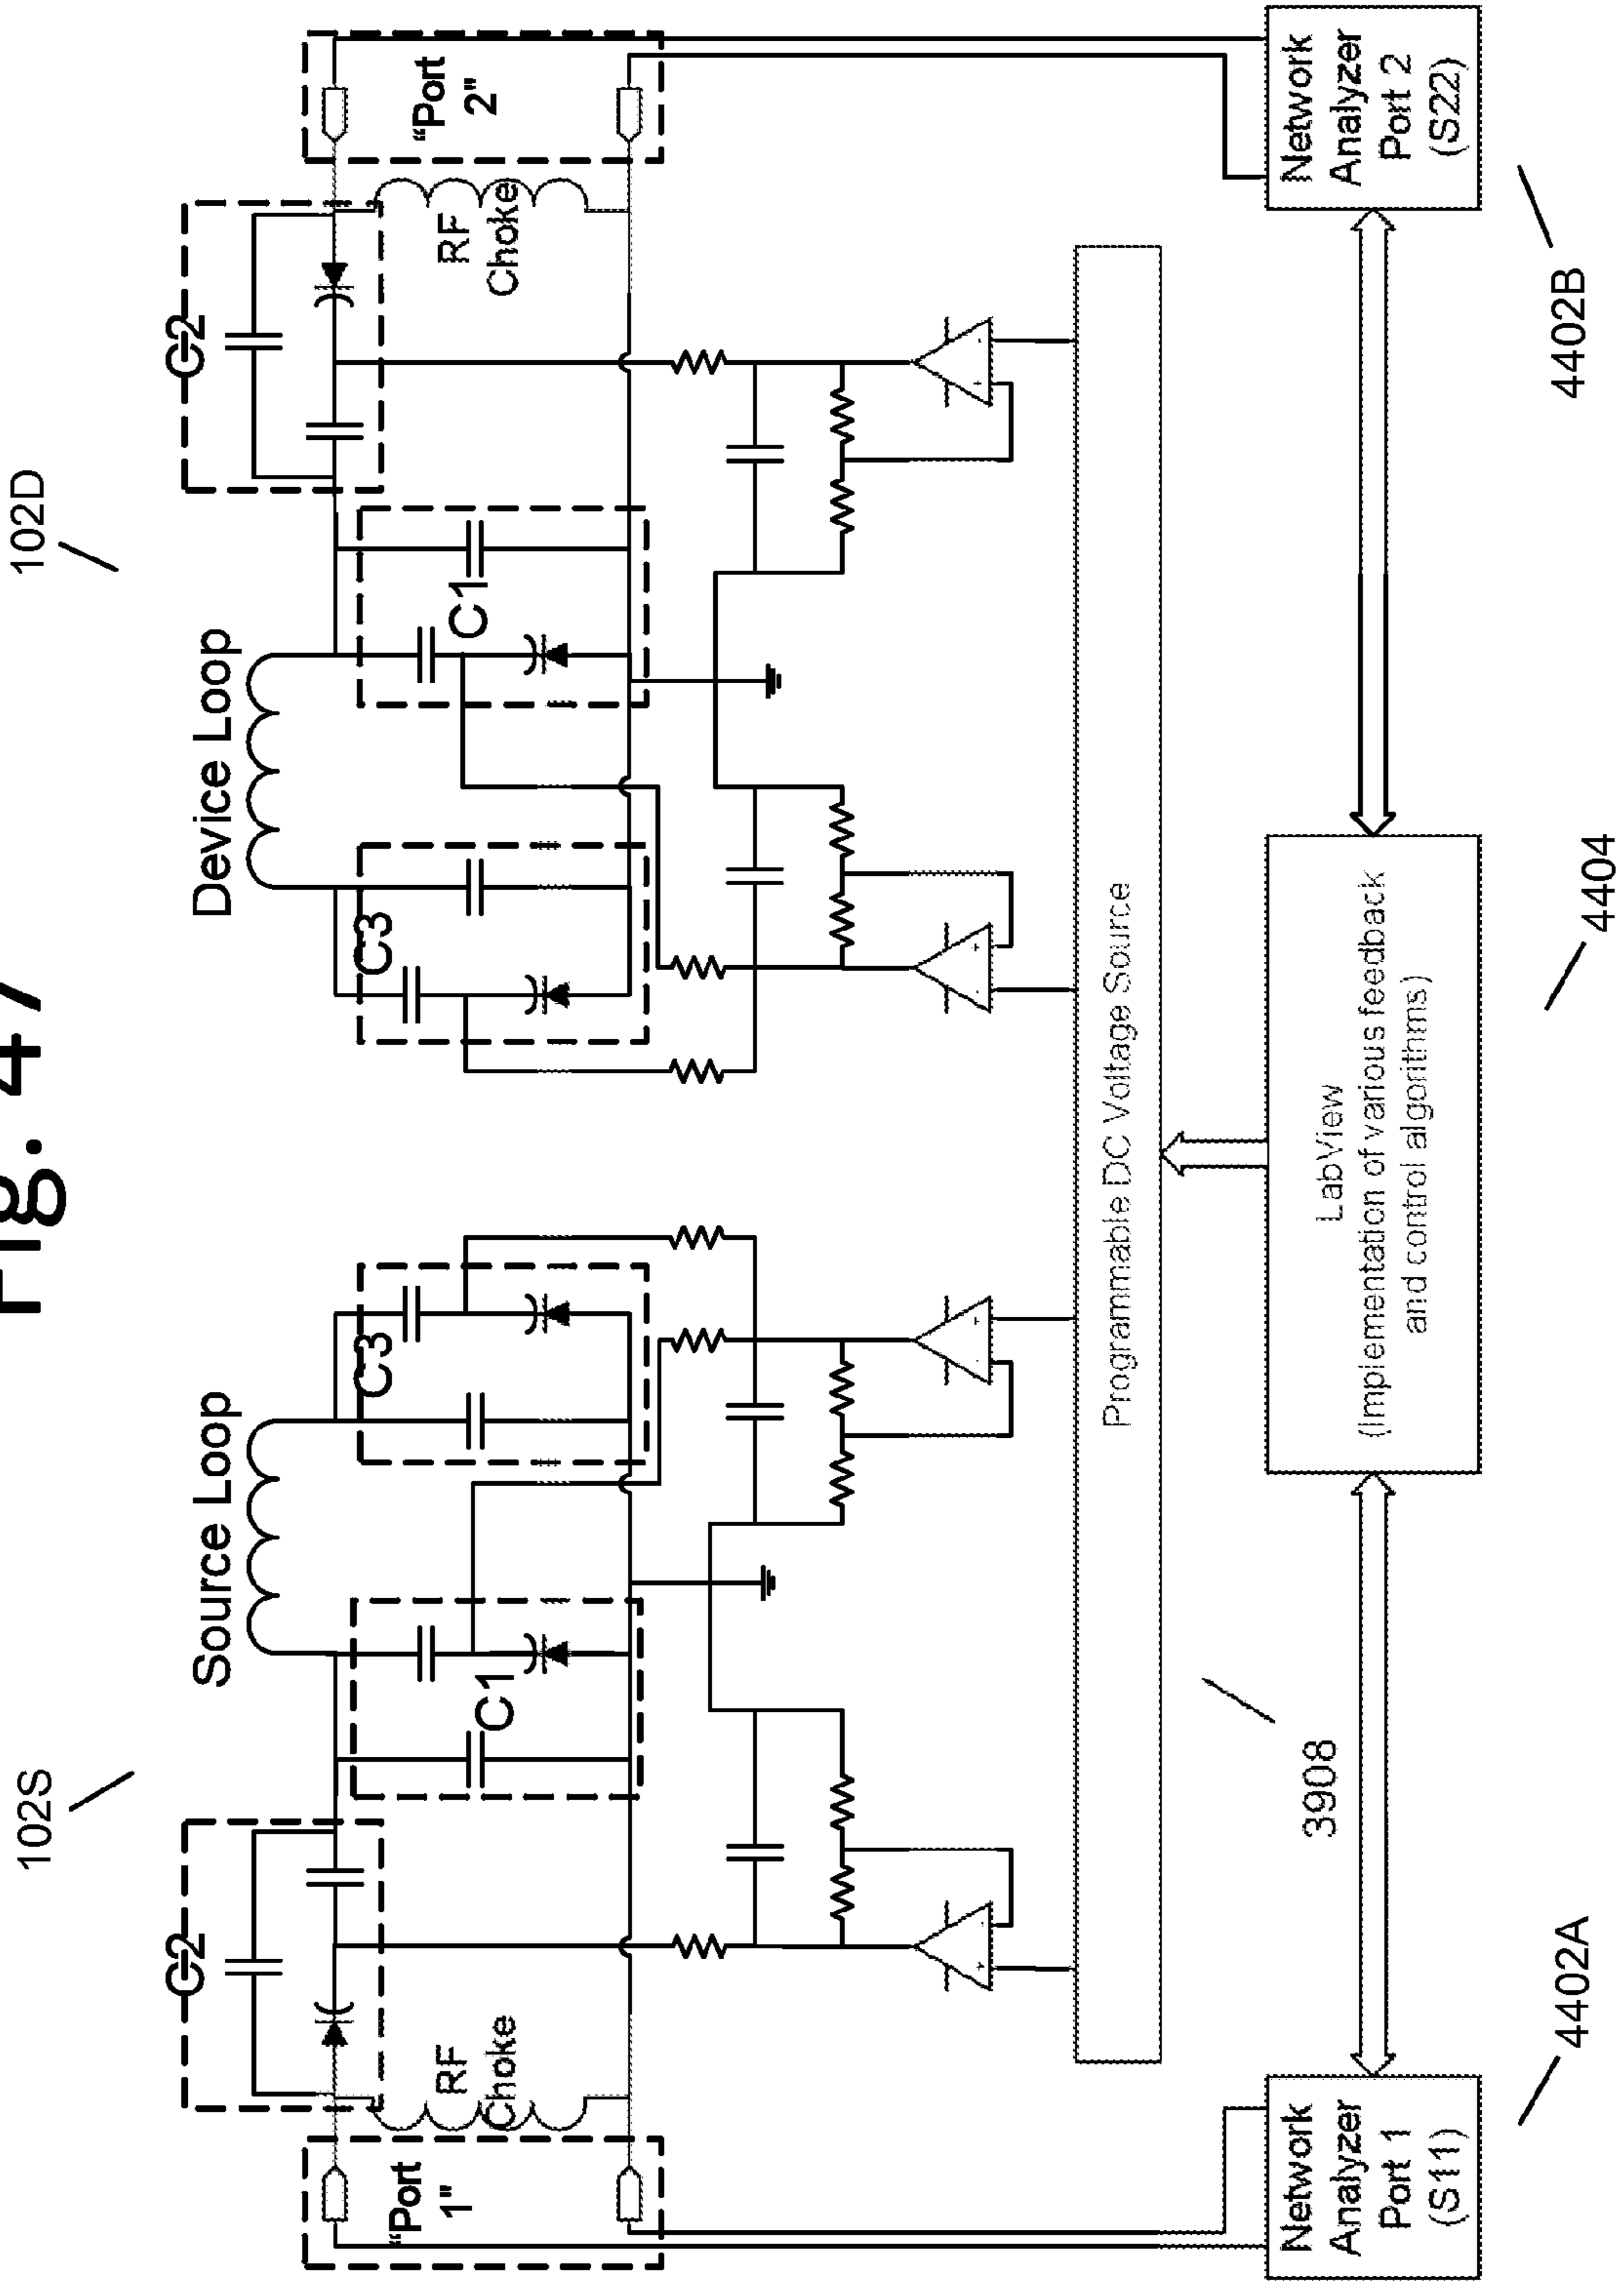 Fig. 47
102S
102D
C2
Source Loop
Device Loop
C2
C3
C3
C1
C1
"Port
1"
RF
Choke
RF
Choke
"Port
2"
Programmable DC Voltage Source
3908
Network
Analyzer
Port 1
(S11)
LabView
(Implementation of various feedback
and control algorithms)
Network
Analyzer
Port 2
(S22)
4402A
4404
4402B